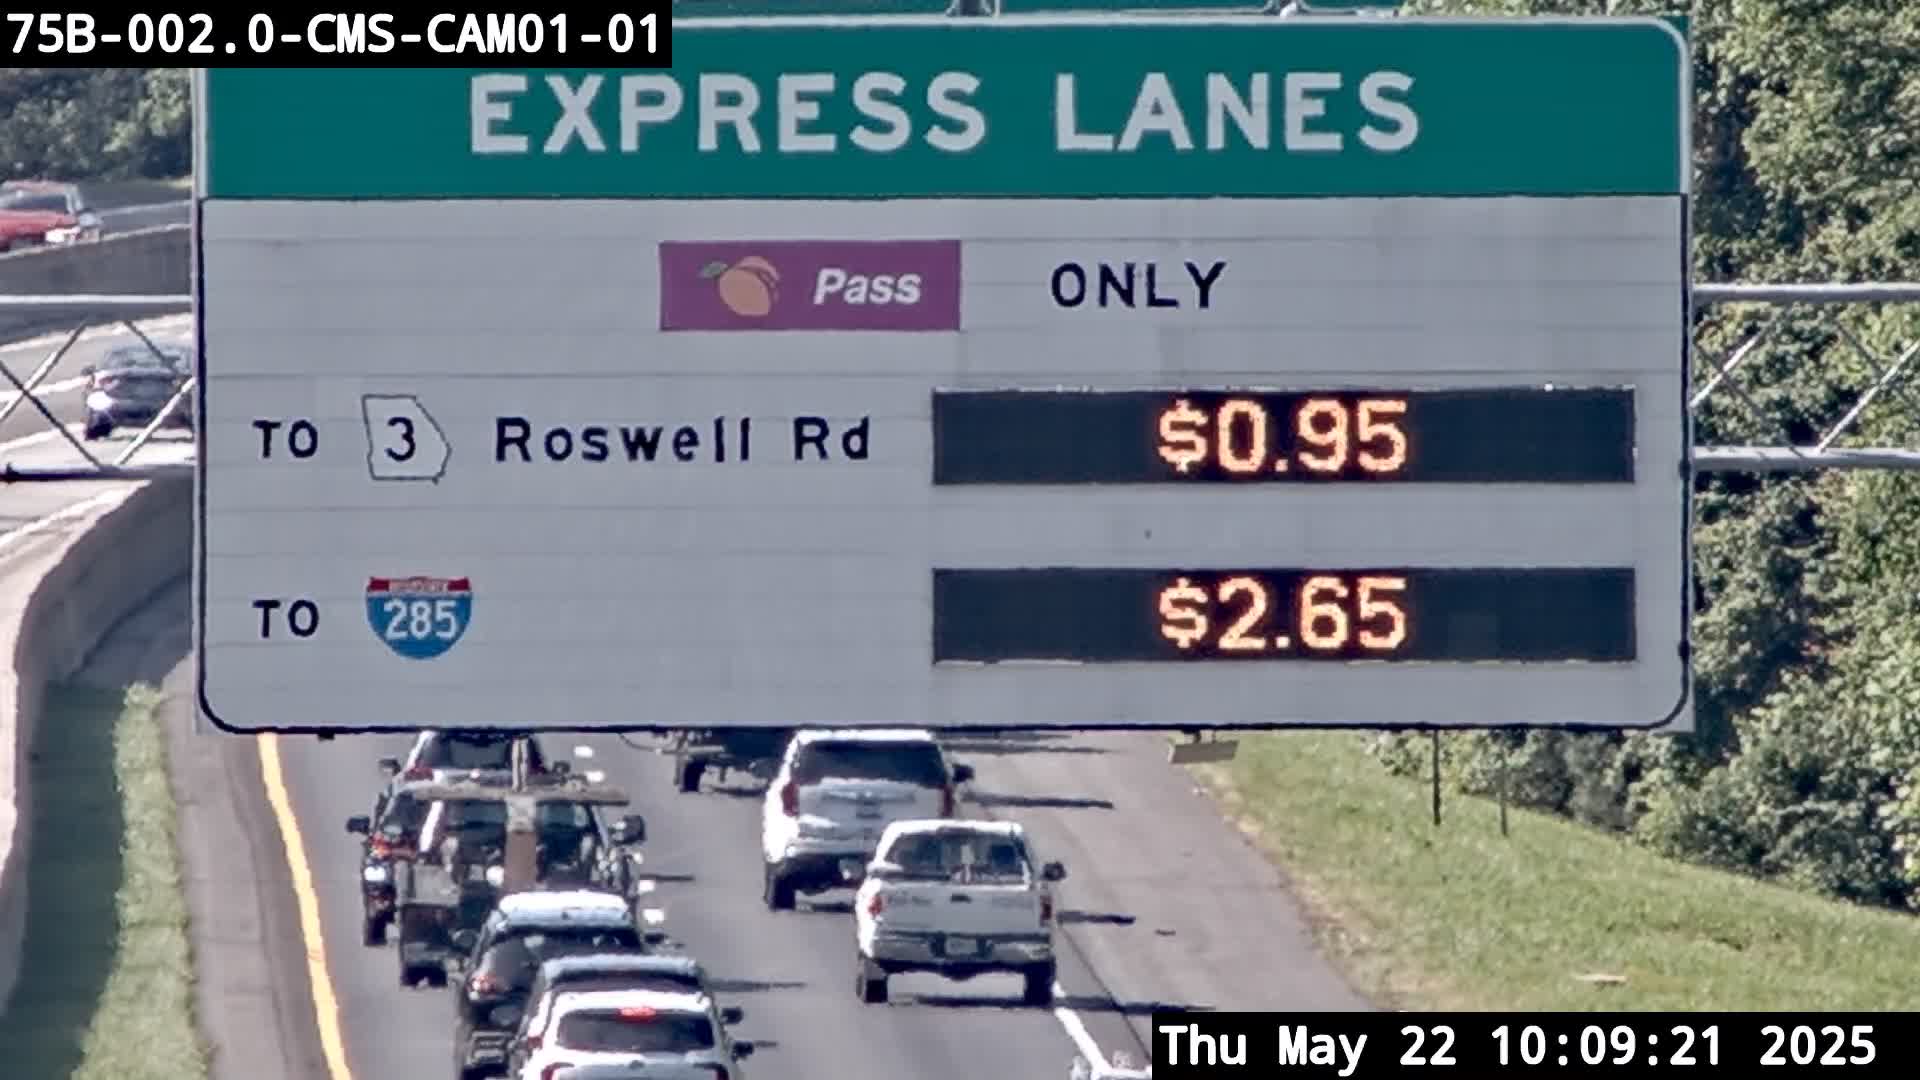 75B-002.0-CMS-CAM01-01
EXPRESS LANES
Pass ONLY
TO 3 Roswell Rd $0.95
TO 285 $2.65
Thu May 22 10:09:21 2025